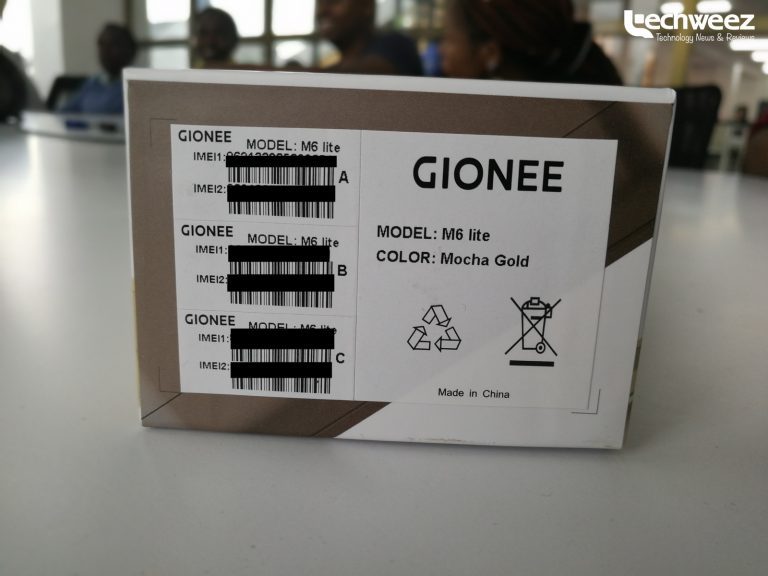 Techweez
Technology News & Reviews
GIONEE
MODEL: M6 lite
IMEI1:
IMEI2:
A
GIONEE
MODEL: M6 lite
IMEI1:
IMEI2:
B
GIONEE
MODEL: M6 lite
IMEI1:
IMEI2:
C
GIONEE
MODEL: M6 lite
COLOR: Mocha Gold
Made in China